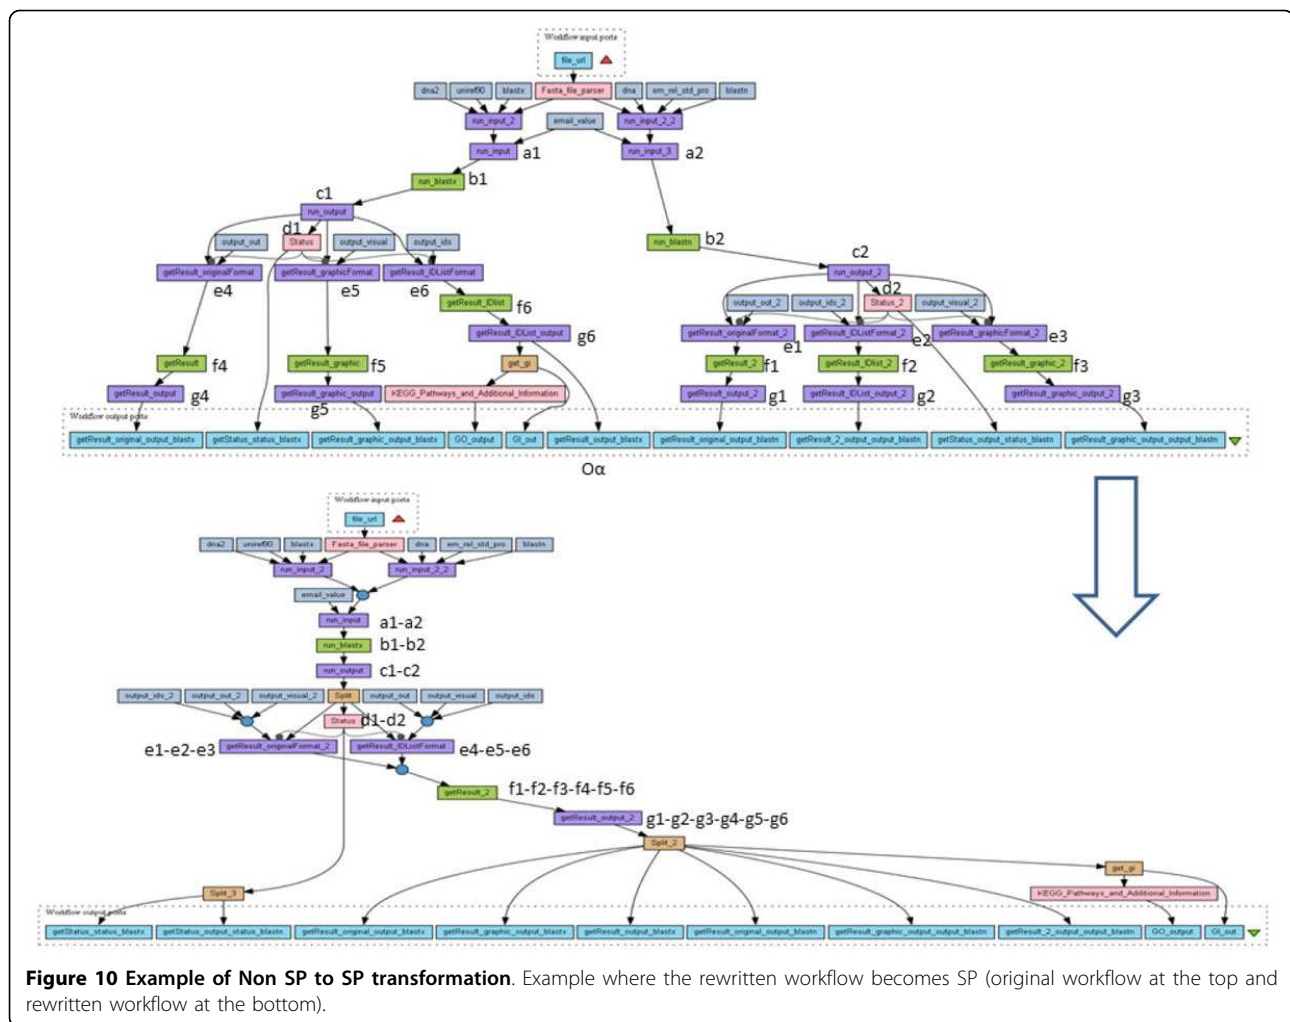 Workflow input ports
file_url
dna2 uniref90 blastx Fasta_file_parser dna em_rel_std_pro blastn
run_input_2 email_value run_input_2_2
run_input a1 run_input_3 a2
run_blastx b1
c1
run_output
d1
output_out Status output_visual output_ids
run_blastn b2
c2
getResult_originalFormat getResult_graphicFormat getResult_IDListFormat run_output_2
e4 e5 e6
d2
getResult_IDlist f6
output_out_2 output_ids_2 Status_2 output_visual_2
getResult_IDList_output g6
getResult_originalFormat_2 getResult_IDListFormat_2 getResult_graphicFormat_2 e3
e1 e2
getResult f4 getResult_graphic f5 get_gi getResult_2 f1 getResult_IDlist_2 f2 getResult_graphic_2 f3
getResult_output g4 getResult_graphic_output KEGG_Pathways_and_Additional_Information getResult_output_2 g1 getResult_IDList_output_2 g2 getResult_graphic_output_2 g3
g5
Workflow output ports
getResult_original_output_blastx getStatus_status_blastx getResult_graphic_output_blastx GO_output GI_out getResult_output_blastx getResult_original_output_blastn getResult_2_output_output_blastn getStatus_output_status_blastn getResult_graphic_output_output_blastn
Oα
Workflow input ports
file_url
dna2 uniref90 blastx Fasta_file_parser dna em_rel_std_pro blastn
run_input_2 run_input_2_2
email_value
run_input a1-a2
run_blastx b1-b2
run_output c1-c2
output_ids_2 output_out_2 output_visual_2 Split output_out output_visual output_ids
Status d1-d2
e1-e2-e3 getResult_originalFormat_2 getResult_IDListFormat e4-e5-e6
getResult_2 f1-f2-f3-f4-f5-f6
getResult_output_2 g1-g2-g3-g4-g5-g6
Split_2
get_gi
Split_3 KEGG_Pathways_and_Additional_Information
Workflow output ports
getStatus_status_blastx getStatus_output_status_blastn getResult_original_output_blastx getResult_graphic_output_blastx getResult_output_blastx getResult_original_output_blastn getResult_graphic_output_output_blastn getResult_2_output_output_blastn GO_output GI_out
Figure 10 Example of Non SP to SP transformation. Example where the rewritten workflow becomes SP (original workflow at the top and
rewritten workflow at the bottom).